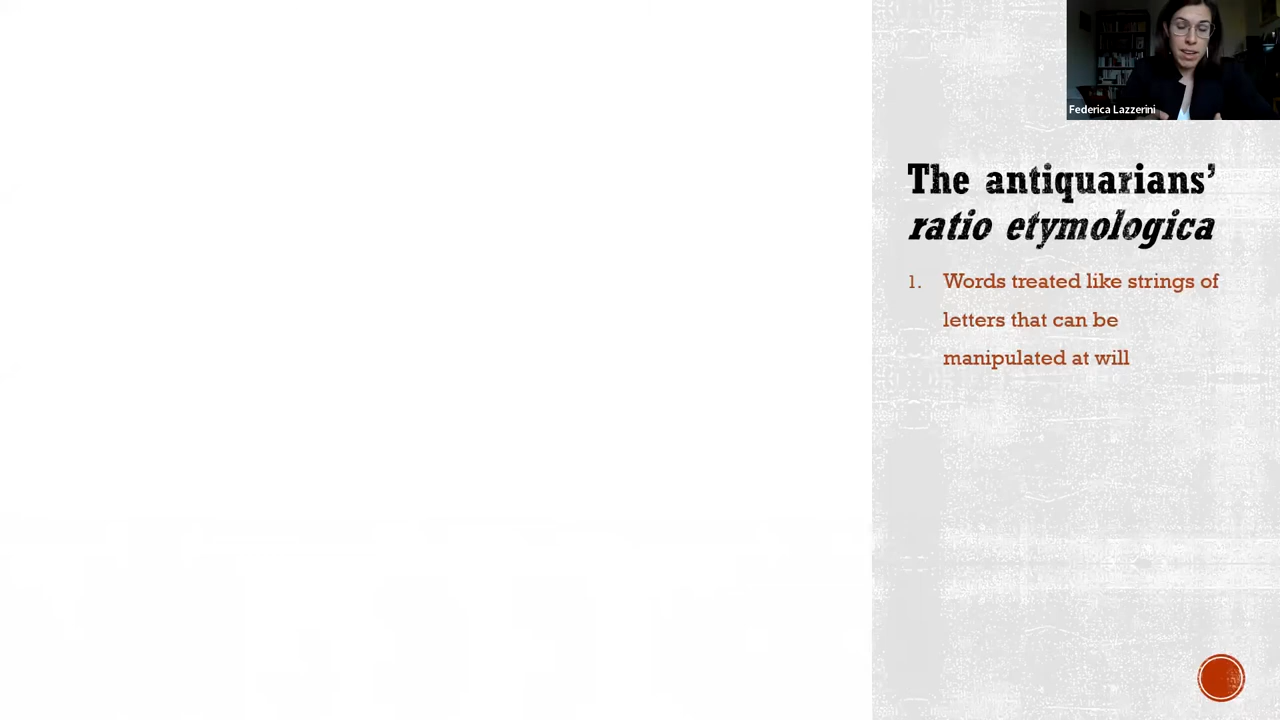 Federica Lazzerini
The antiquarians’
ratio etymologica
1. Words treated like strings of
letters that can be
manipulated at will